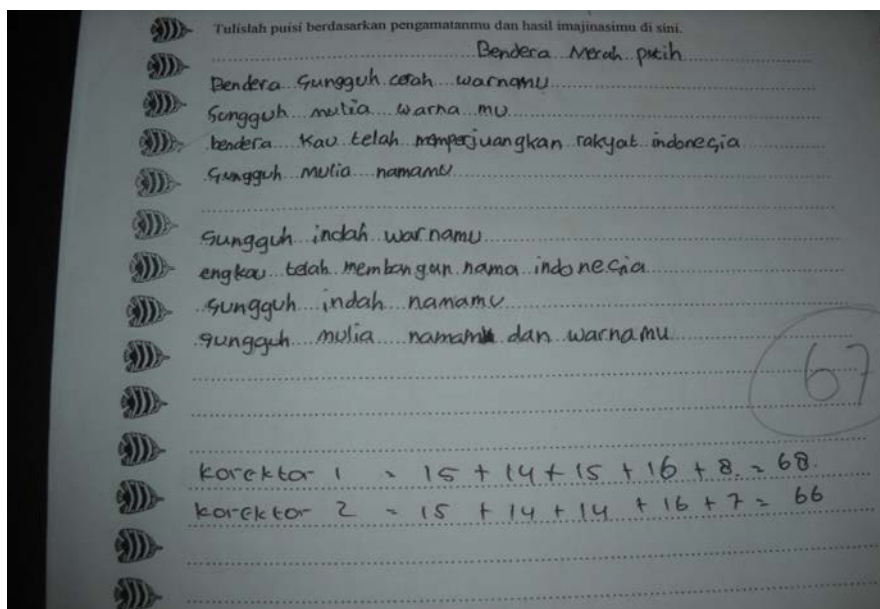 Tulislah puisi berdasarkan pengamatanmu dan hasil imajinasimu di sini.
Bendera Merah putih
Bendera Sungguh cerah warnamu
Sungguh mulia warna mu
bendera kau telah memperjuangkan rakyat indonesia
Sungguh mulia namamu
Sungguh indah warnamu
engkau telah membangun nama indonesia
sungguh indah namamu
sungguh mulia namamu dan warnamu
67
korektor 1 = 15 + 14 + 15 + 16 + 8 = 68.
korektor 2 = 15 + 14 + 14 + 16 + 7 = 66